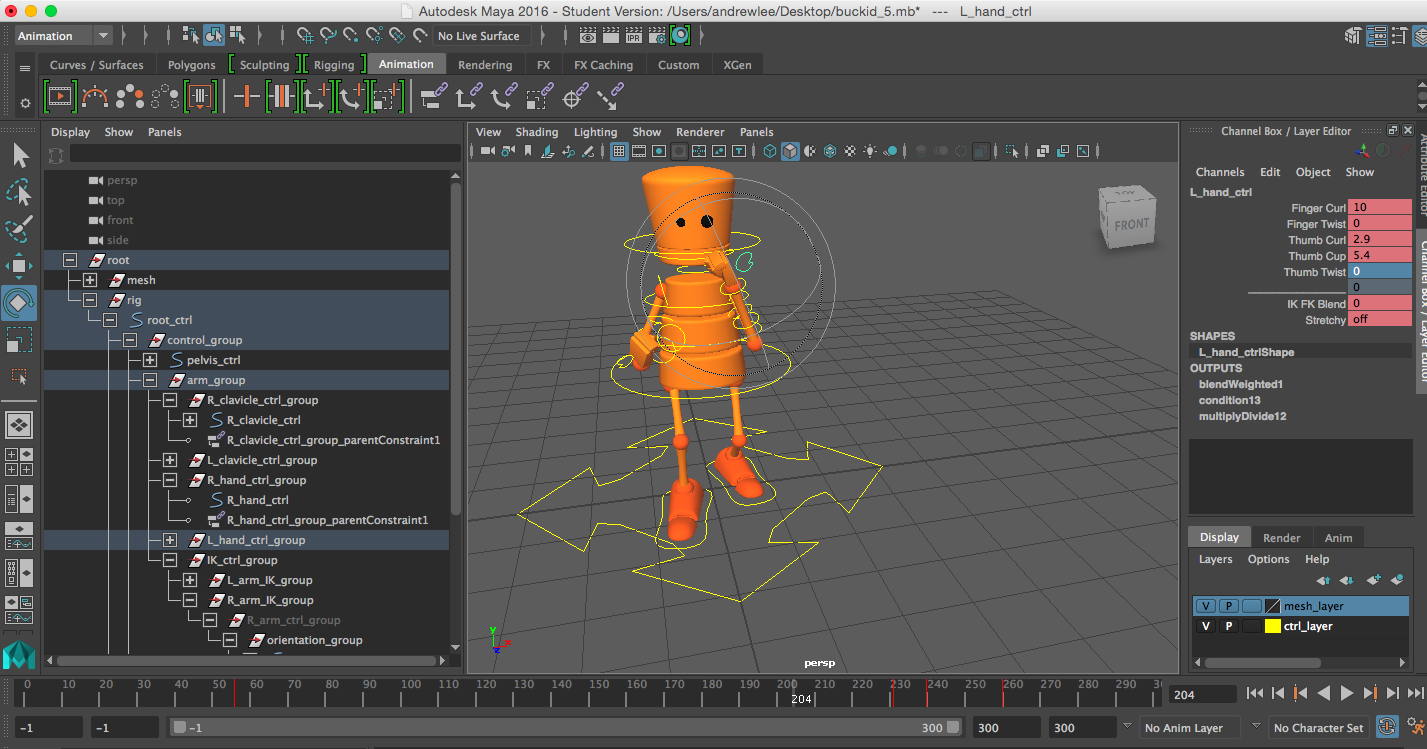 Autodesk Maya 2016 - Student Version: /Users/andrewlee/Desktop/buckid_5.mb* --- L_hand_ctrl
Animation No Live Surface IPR
Curves / Surfaces Polygons Sculpting Rigging Animation Rendering FX FX Caching Custom XGen
Display Show Panels
persp
top
front
side
root
mesh
rig
root_ctrl
control_group
pelvis_ctrl
arm_group
R_clavicle_ctrl_group
R_clavicle_ctrl
R_clavicle_ctrl_group_parentConstraint1
L_clavicle_ctrl_group
R_hand_ctrl_group
R_hand_ctrl
R_hand_ctrl_group_parentConstraint1
L_hand_ctrl_group
IK_ctrl_group
L_arm_IK_group
R_arm_IK_group
R_arm_ctrl_group
orientation_group
View Shading Lighting Show Renderer Panels
FRONT
y
x
z
persp
Channel Box / Layer Editor
Channels Edit Object Show
L_hand_ctrl
Finger Curl 10
Finger Twist 0
Thumb Curl 2.9
Thumb Cup 5.4
Thumb Twist 0
0
IK FK Blend 0
Stretchy off
SHAPES
L_hand_ctrlShape
OUTPUTS
blendWeighted1
condition13
multiplyDivide12
Attribute Editor
Channel Box / Layer Editor
Display Render Anim
Layers Options Help
V P mesh_layer
V P ctrl_layer
0 10 20 30 40 50 60 70 80 90 100 110 120 130 140 150 160 170 180 190 200 210 220 230 240 250 260 270 280 290
204
204
-1 -1 -1 300 300 300 No Anim Layer No Character Set